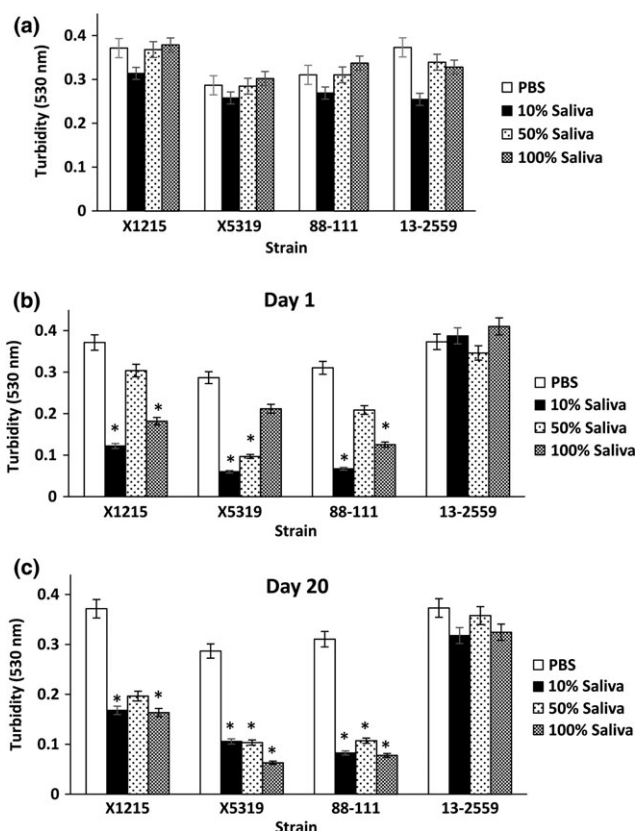 (a)
0.4
0.3
0.2
0.1
0
Turbidity (530 nm)
X1215 X5319 88-111 13-2559
Strain
PBS
10% Saliva
50% Saliva
100% Saliva
(b)
Day 1
0.4
0.3
0.2
0.1
0
Turbidity (530 nm)
* * * * * *
X1215 X5319 88-111 13-2559
Strain
PBS
10% Saliva
50% Saliva
100% Saliva
(c)
Day 20
0.4
0.3
0.2
0.1
0
Turbidity (530 nm)
* * * * * * * *
X1215 X5319 88-111 13-2559
Strain
PBS
10% Saliva
50% Saliva
100% Saliva